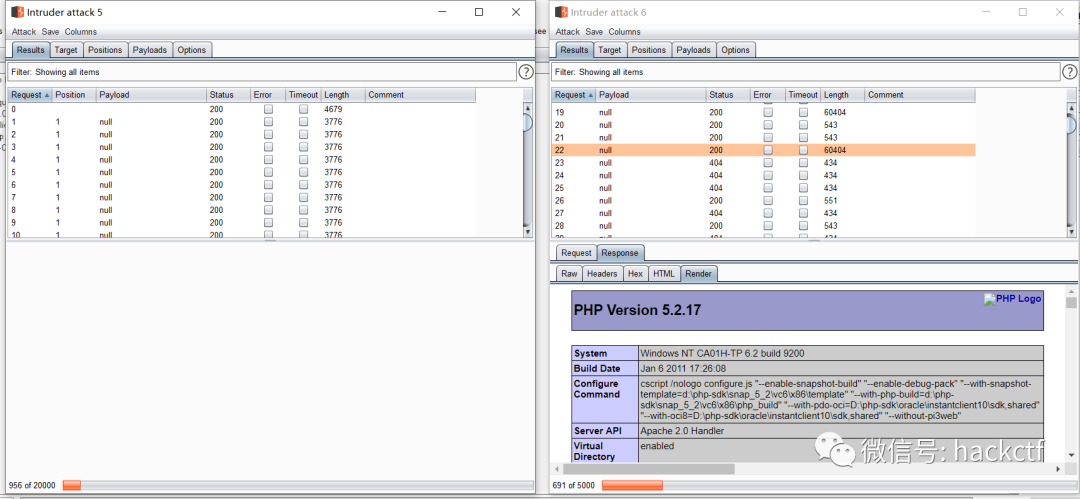 Intruder attack 5
Attack Save Columns
Results Target Positions Payloads Options
Filter: Showing all items ?
Request Position Payload Status Error Timeout Length Comment
0 200 4679
1 1 null 200 3776
2 1 null 200 3776
3 1 null 200 3776
4 1 null 200 3776
5 1 null 200 3776
6 1 null 200 3776
7 1 null 200 3776
8 1 null 200 3776
9 1 null 200 3776
10 1 null 200 3776
956 of 20000
Intruder attack 6
Attack Save Columns
Results Target Positions Payloads Options
Filter: Showing all items ?
Request Payload Status Error Timeout Length Comment
19 null 200 60404
20 null 200 543
21 null 200 543
22 null 200 60404
23 null 404 434
24 null 404 434
25 null 404 434
26 null 200 551
27 null 404 434
28 null 200 543
Request Response
Raw Headers Hex HTML Render
PHP Version 5.2.17
PHP Logo
System Windows NT CA01H-TP 6.2 build 9200
Build Date Jan 6 2011 17:26:08
Configure Command cscript /nologo configure.js "--enable-snapshot-build" "--enable-debug-pack" "--with-snapshot-
template=d:\php-sdk\snap_5_2\vc6\x86\template" "--with-php-build=d:\php-
sdk\snap_5_2\vc6\x86\php_build" "--with-pdo-oci=D:\php-sdk\oracle\instantclient10\sdk,shared"
"--with-oci8=D:\php-sdk\oracle\instantclient10\sdk,shared" "--without-pi3web"
Server API Apache 2.0 Handler
Virtual Directory enabled
微信号: hackctf
691 of 5000